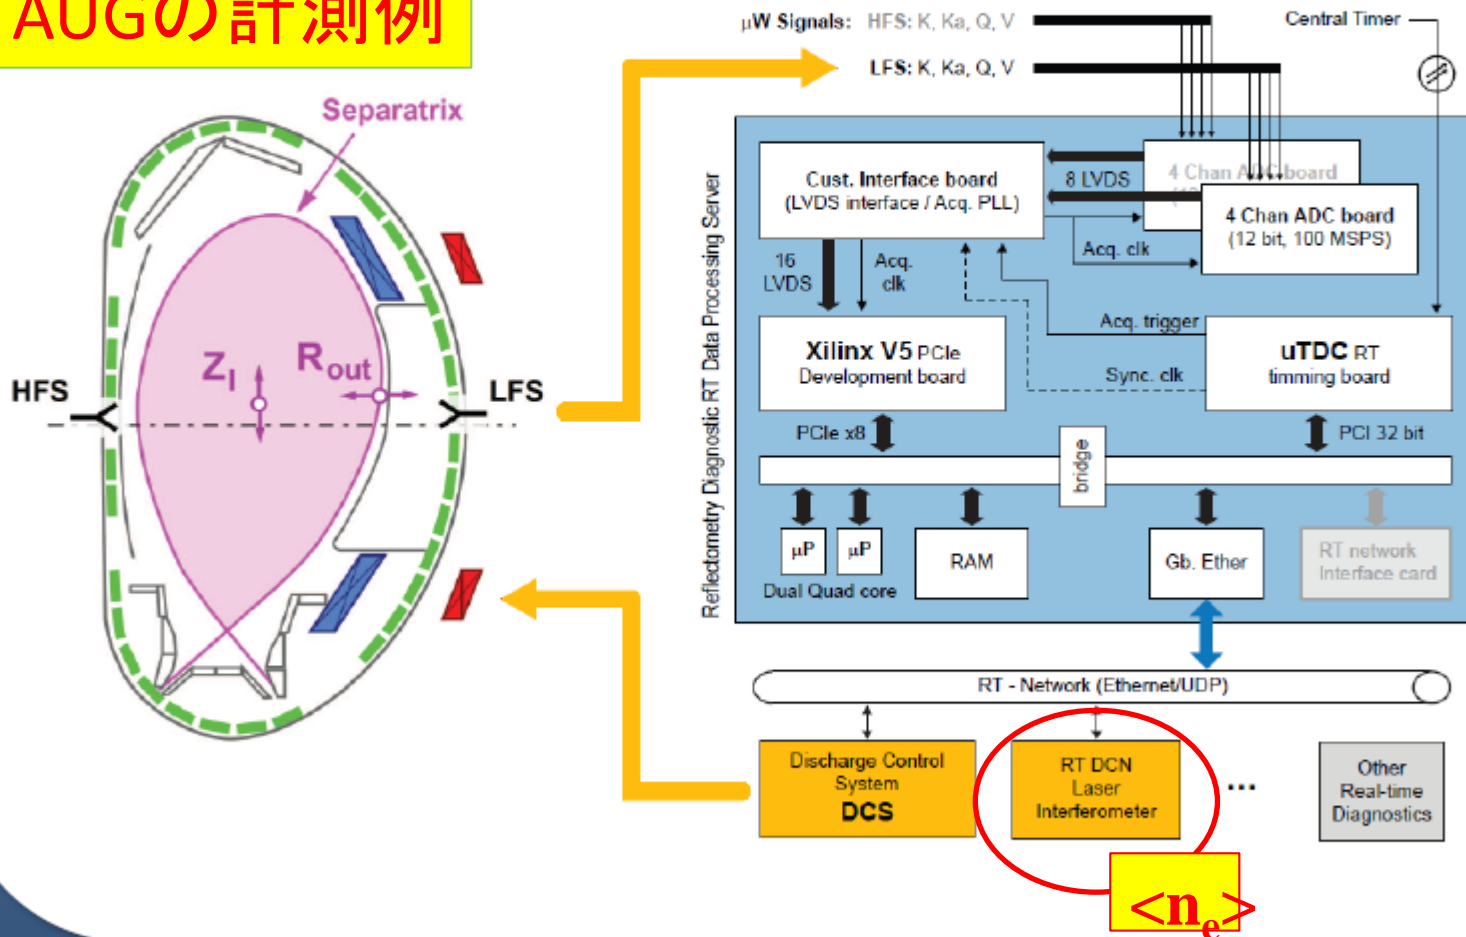 AUGの計測例
Separatrix
HFS
Z_I
R_out
LFS
μW Signals: HFS: K, Ka, Q, V
LFS: K, Ka, Q, V
Central Timer
Refledometry Diagnostic RT Data Processing Server
Cust. Interface board
(LVDS interface / Acq. PLL)
8 LVDS
4 Chan ADC board
4 Chan ADC board
(12 bit, 100 MSPS)
Acq. clk
16
LVDS
Acq.
clk
Acq. trigger
Sync. clk
Xilinx V5 PCIe
Development board
uTDC RT
timming board
PCIe x8
PCI 32 bit
bridge
μP
μP
Dual Quad core
RAM
Gb. Ether
RT network
Interface card
RT - Network (Ethernet/UDP)
Discharge Control
System
DCS
RT DCN
Laser
Interferometer
...
Other
Real-time
Diagnostics
<n_e>